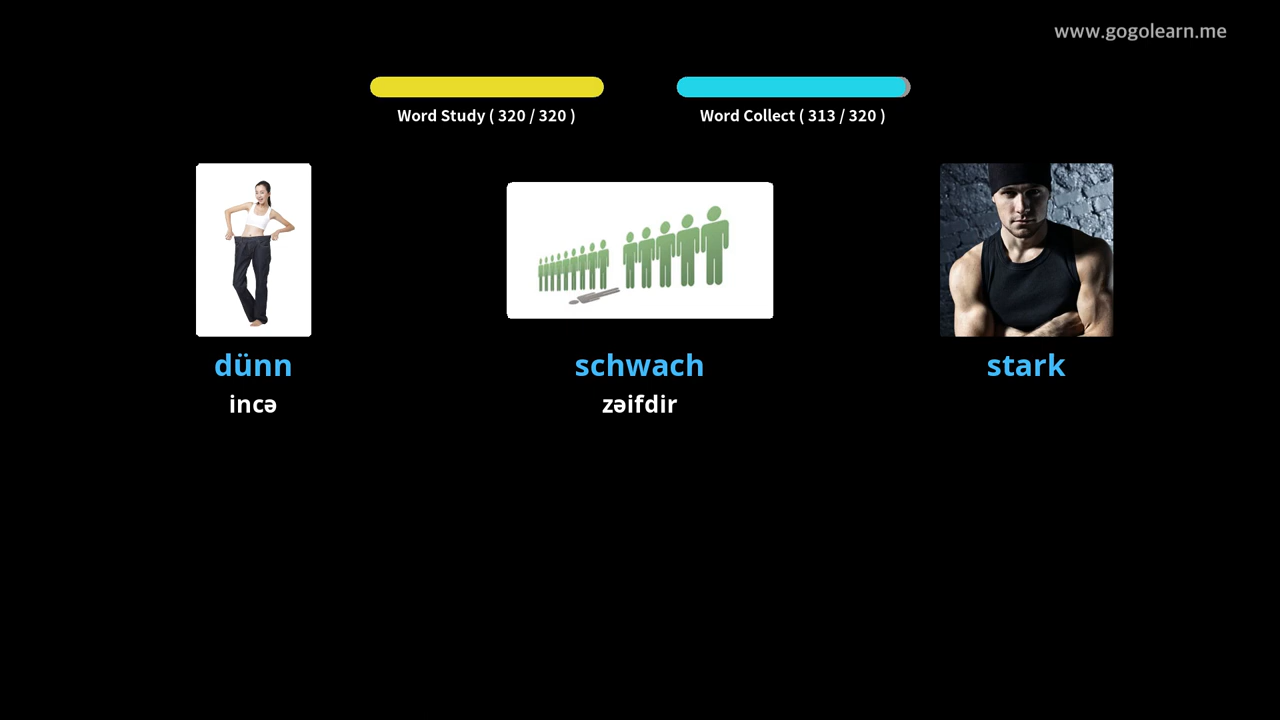 www.gogolearn.me
Word Study ( 320 / 320 )
Word Collect ( 313 / 320 )
dünn
schwach
stark
incə
zəifdir